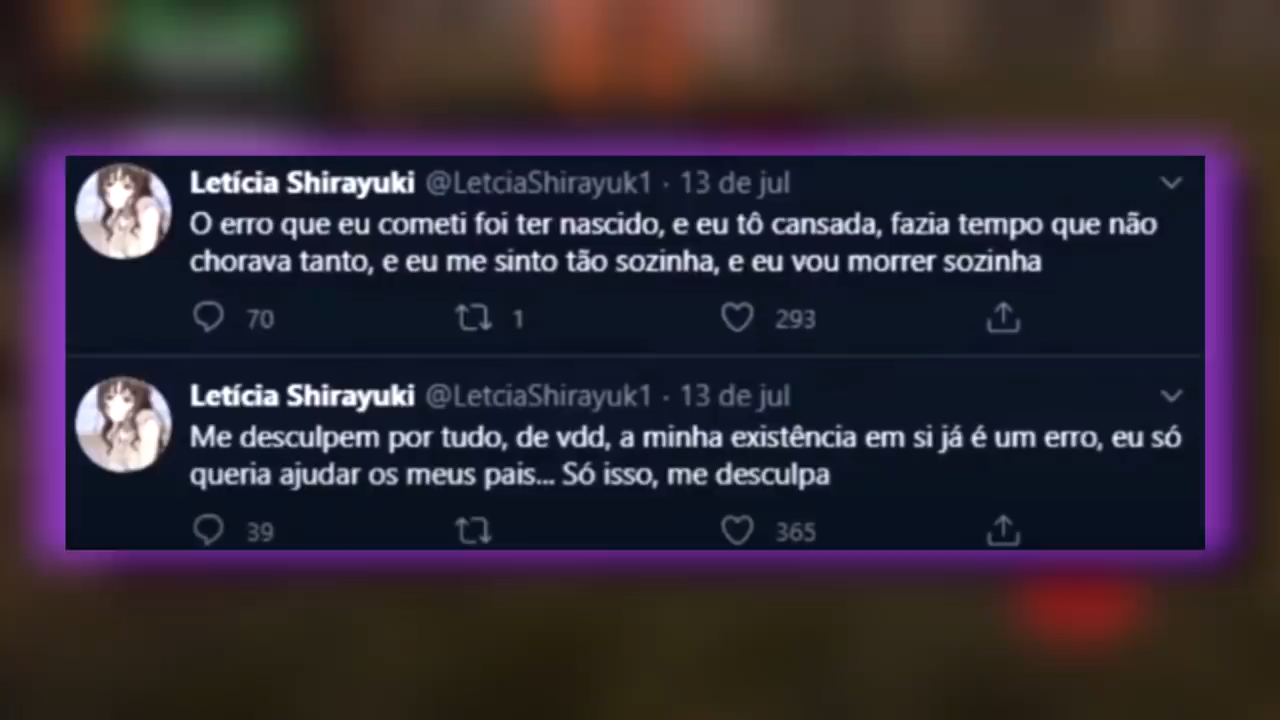 Letícia Shirayuki @LetciaShirayuk1 · 13 de jul
O erro que eu cometi foi ter nascido, e eu tô cansada, fazia tempo que não
chorava tanto, e eu me sinto tão sozinha, e eu vou morrer sozinha
70 1 293
Letícia Shirayuki @LetciaShirayuk1 · 13 de jul
Me desculpem por tudo, de vdd, a minha existência em si já é um erro, eu só
queria ajudar os meus pais... Só isso, me desculpa
39 365